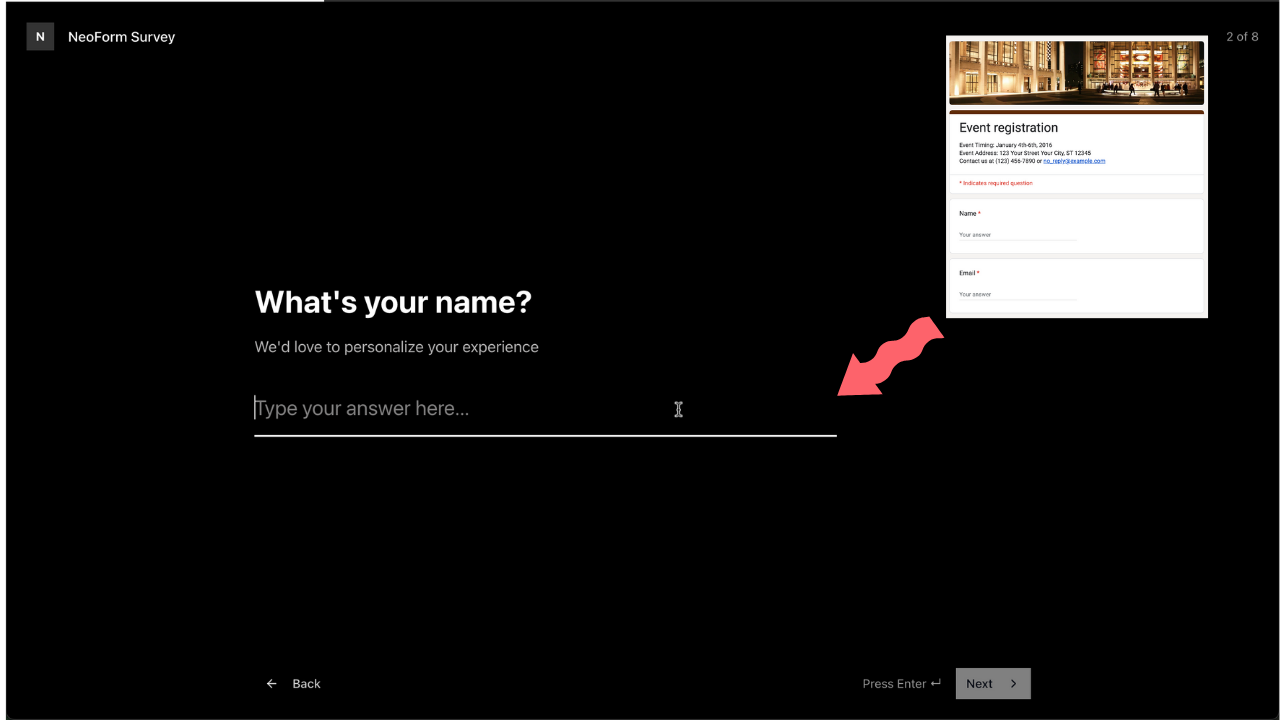 N NeoForm Survey
2 of 8
Event registration
Event Timing: January 4th-6th, 2016
Event Address: 123 Your Street Your City, ST 12345
Contact us at (123) 456-7890 or no_reply@example.com
* Indicates required question
Name *
Your answer
Email *
Your answer
What's your name?
We'd love to personalize your experience
Type your answer here...
← Back
Press Enter ↵
Next >